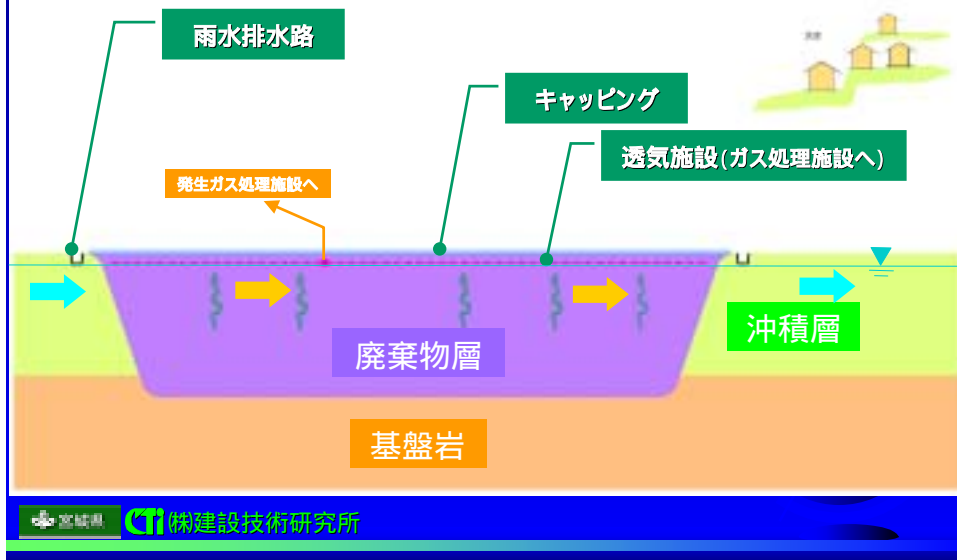 雨水排水路
キャッピング
透気施設(ガス処理施設へ)
発生ガス処理施設へ
沖積層
廃棄物層
基盤岩
宮城県
CTi (株)建設技術研究所